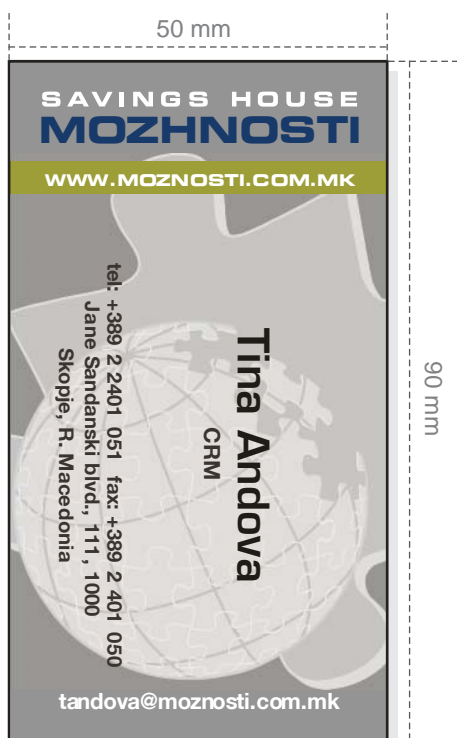 50 mm
SAVINGS HOUSE
MOZHNOSTI
WWW.MOZNOSTI.COM.MK
Tina Andova
CRM
tel: +389 2 2401 051 fax: +389 2 401 050
Jane Sandanski blvd., 111, 1000
Skopje, R. Macedonia
tandova@moznosti.com.mk
90 mm